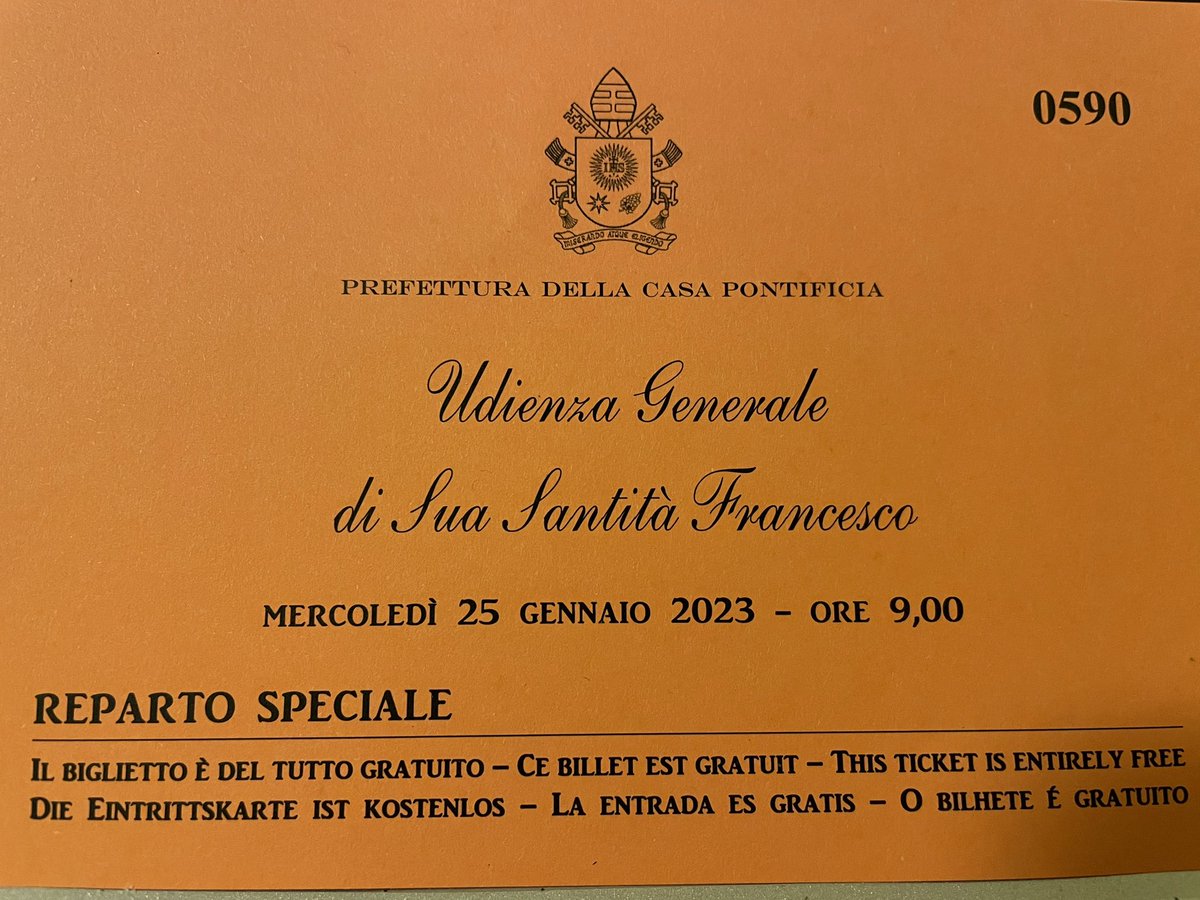 0590
IHS
MISERANDO ATQUE ELIGENDO
PREFETTURA DELLA CASA PONTIFICIA
Udienza Generale
di Sua Santità Francesco
MERCOLEDÌ 25 GENNAIO 2023 – ORE 9,00
REPARTO SPECIALE
IL BIGLIETTO È DEL TUTTO GRATUITO – CE BILLET EST GRATUIT – THIS TICKET IS ENTIRELY FREE
DIE EINTRITTSKARTE IST KOSTENLOS – LA ENTRADA ES GRATIS – O BILHETE É GRATUITO